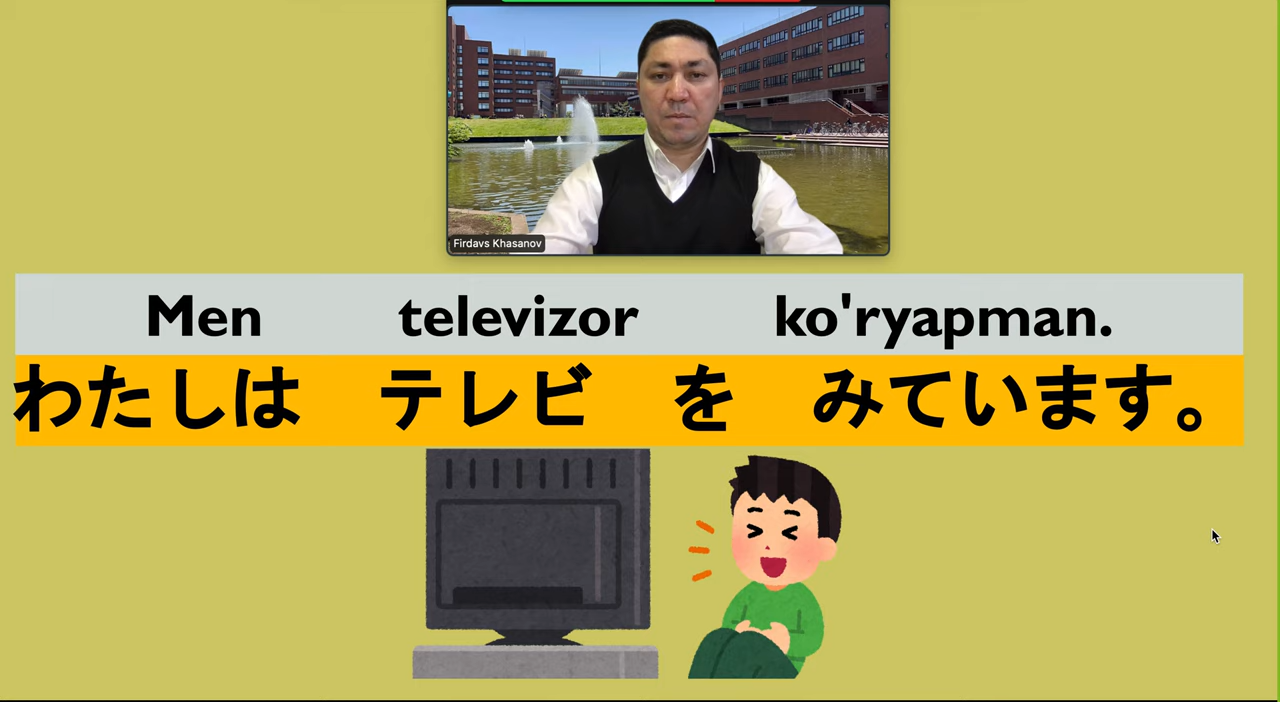 Firdavs Khasanov
Men televizor ko'ryapman.
わたしは テレビ を みています。